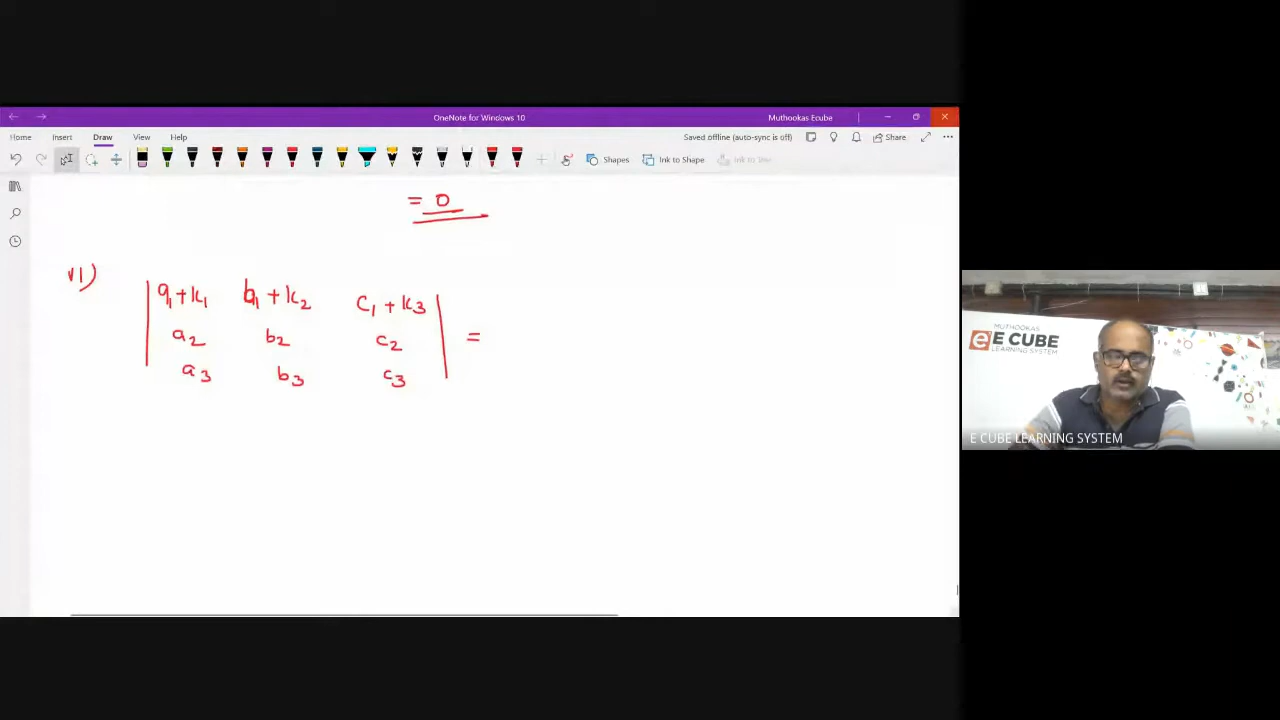 OneNote for Windows 10
Muthookas Ecube
Home Insert Draw View Help
Saved offline (auto-sync is off)
Share
Shapes
Ink to Shape
= 0
vi)
a₁+k₁ b₁+k₂ c₁+k₃
a₂ b₂ c₂ =
a₃ b₃ c₃
MUTHOOKAS
e E CUBE
LEARNING SYSTEM
E CUBE LEARNING SYSTEM